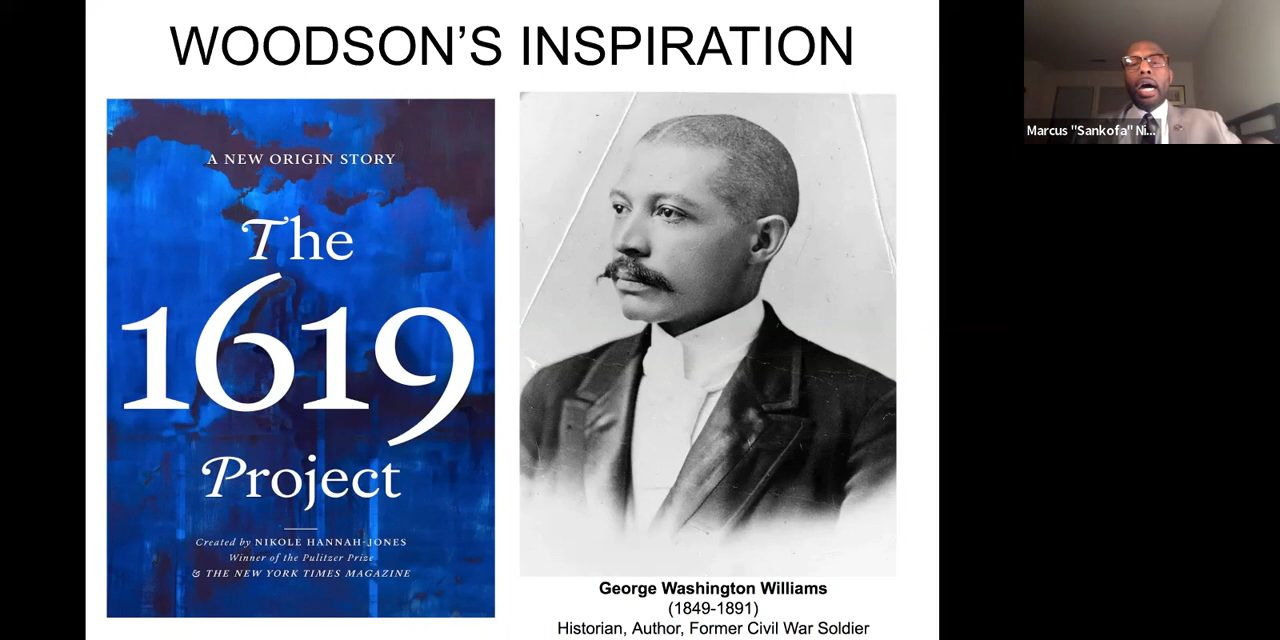 WOODSON'S INSPIRATION
A NEW ORIGIN STORY
The
1619
Project
Created by NIKOLE HANNAH-JONES
Winner of the Pulitzer Prize
& THE NEW YORK TIMES MAGAZINE
George Washington Williams
(1849-1891)
Historian, Author, Former Civil War Soldier
Marcus "Sankofa" Ni...